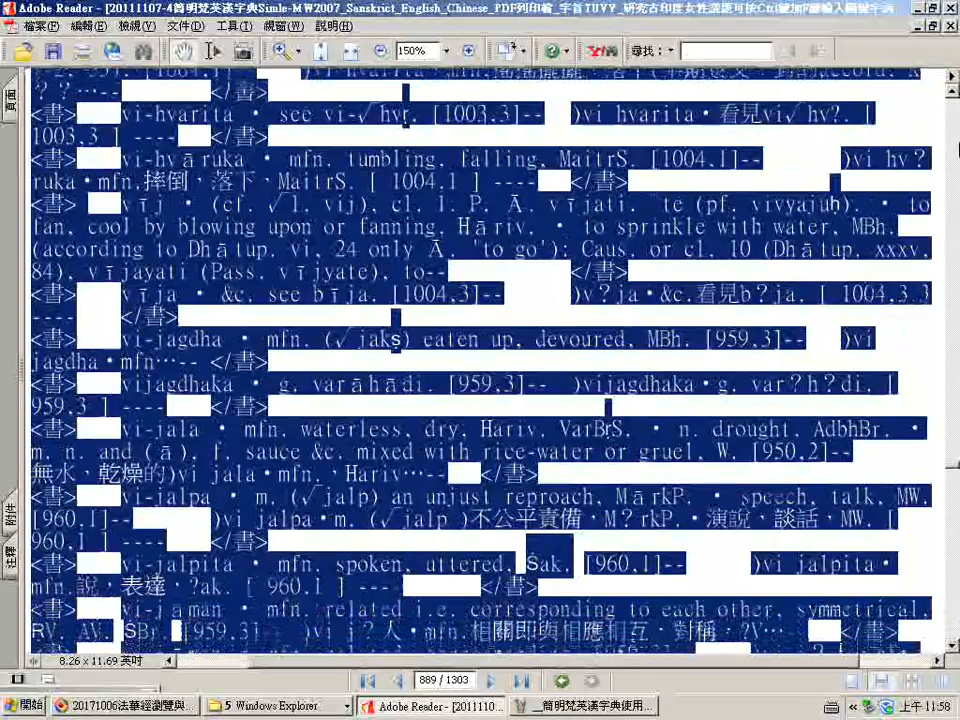 Adobe Reader - [20111107-4簡明梵英漢字典Simle-MW2007_Sanskrict_English_Chinese_PDF列印檔_字首TUVY_研究古印度女性說語可按Ctrl鍵加F鍵輸入關鍵字詞
檔案(F) 編輯(E) 檢視(V) 文件(D) 工具(T) 視窗(W) 說明(H)
150% 尋找：
頁面
? ?…-- </書>
<書> vi-hvarita • see vi-√hvṛ. [1003,3]-- )vi hvarita•看見vi√hv?. [
1003,3 ] ---- </書>
<書> vi-hvāruka • mfn. tumbling, falling, MaitrS. [1004,1]-- )vi hv?
ruka•mfn.摔倒，落下，MaitrS. [ 1004,1 ] ---- </書>
<書> vīj • (cf. √1. vij), cl. 1. P. Ā. vījati, te (pf. vivyajuḥ). • to
fan, cool by blowing upon or fanning, Hāriv. • to sprinkle with water, MBh.
(according to Dhātup. vi, 24 only Ā. 'to go'): Caus. or cl. 10 (Dhātup. xxxv,
84), vījayati (Pass. vījyate), to-- </書>
<書> vīja • &c. see bīja. [1004,3]-- )v?ja•&c.看見b?ja. [ 1004,3 ]
---- </書>
<書> vi-jagdha • mfn. (√jakṣ) eaten up, devoured, MBh. [959,3]-- )vi
jagdha•mfn…-- </書>
<書> vijagdhaka • g. varāhādi. [959,3]-- )vijagdhaka•g. var?h?di. [
959,3 ] ---- </書>
<書> vi-jala • mfn. waterless, dry, Hariv. VarBṛS. • n. drought, AdbhBr. •
m. n. and (ā), f. sauce &c. mixed with rice-water or gruel, W. [950,2]--
無水，乾燥的)vi jala•mfn.，Hariv…-- </書>
<書> vi-jalpa • m. (√jalp) an unjust reproach, MārkP. • speech, talk, MW.
[960,1]-- )vi jalpa•m. (√jalp )不公平責備，M?rkP.•演說，談話，MW. [
960,1 ] ---- </書>
<書> vi-jalpita • mfn. spoken, uttered, Śak. [960,1]-- )vi jalpita•
mfn.說，表達，?ak. [ 960,1 ] ---- </書>
<書> vi-jāman • mfn. related i.e. corresponding to each other, symmetrical,
RV. AV. ŚBr. [959,3]-- )vi j?人•mfn.相關即與相應相互，對稱，?V… </書>
附件
注釋
8.26 x 11.69 英吋
889 / 1303
開始 20171006法華經瀏覽與... 5 Windows Explorer Adobe Reader - [2011110... __簡明梵英漢字典使用... 上午 11:58